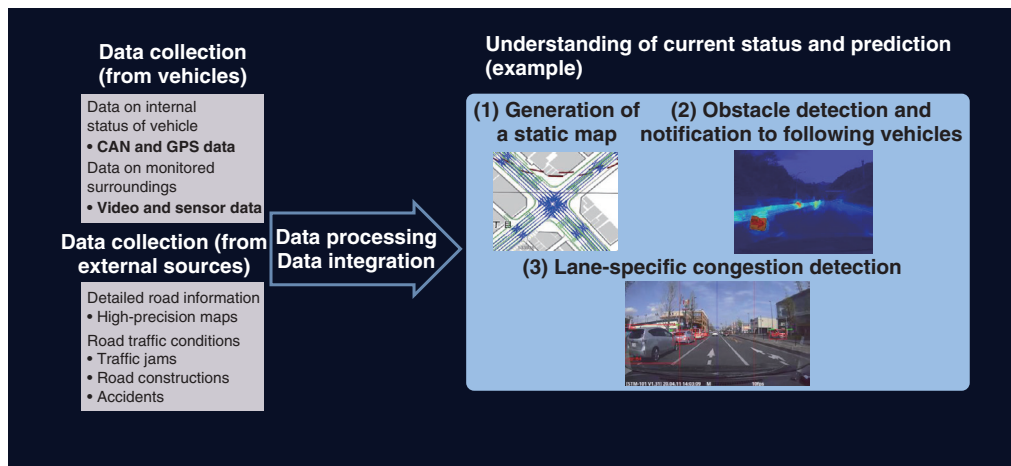 Data collection
(from vehicles)
Data on internal
status of vehicle
• CAN and GPS data
Data on monitored
surroundings
• Video and sensor data
Data collection (from
external sources)
Detailed road information
• High-precision maps
Road traffic conditions
• Traffic jams
• Road constructions
• Accidents
Data processing
Data integration
Understanding of current status and prediction
(example)
(1) Generation of
a static map
(2) Obstacle detection and
notification to following vehicles
(3) Lane-specific congestion detection
丁目